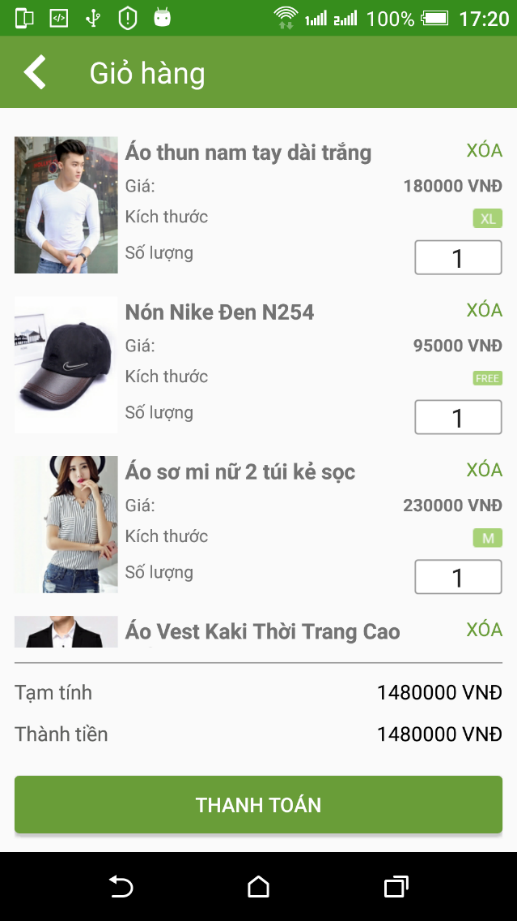 100% 17:20
Giỏ hàng
Áo thun nam tay dài trắng XÓA
Giá: 180000 VNĐ
Kích thước XL
Số lượng 1
Nón Nike Đen N254 XÓA
Giá: 95000 VNĐ
Kích thước FREE
Số lượng 1
Áo sơ mi nữ 2 túi kẻ sọc XÓA
Giá: 230000 VNĐ
Kích thước M
Số lượng 1
Áo Vest Kaki Thời Trang Cao XÓA
Tạm tính 1480000 VNĐ
Thành tiền 1480000 VNĐ
THANH TOÁN